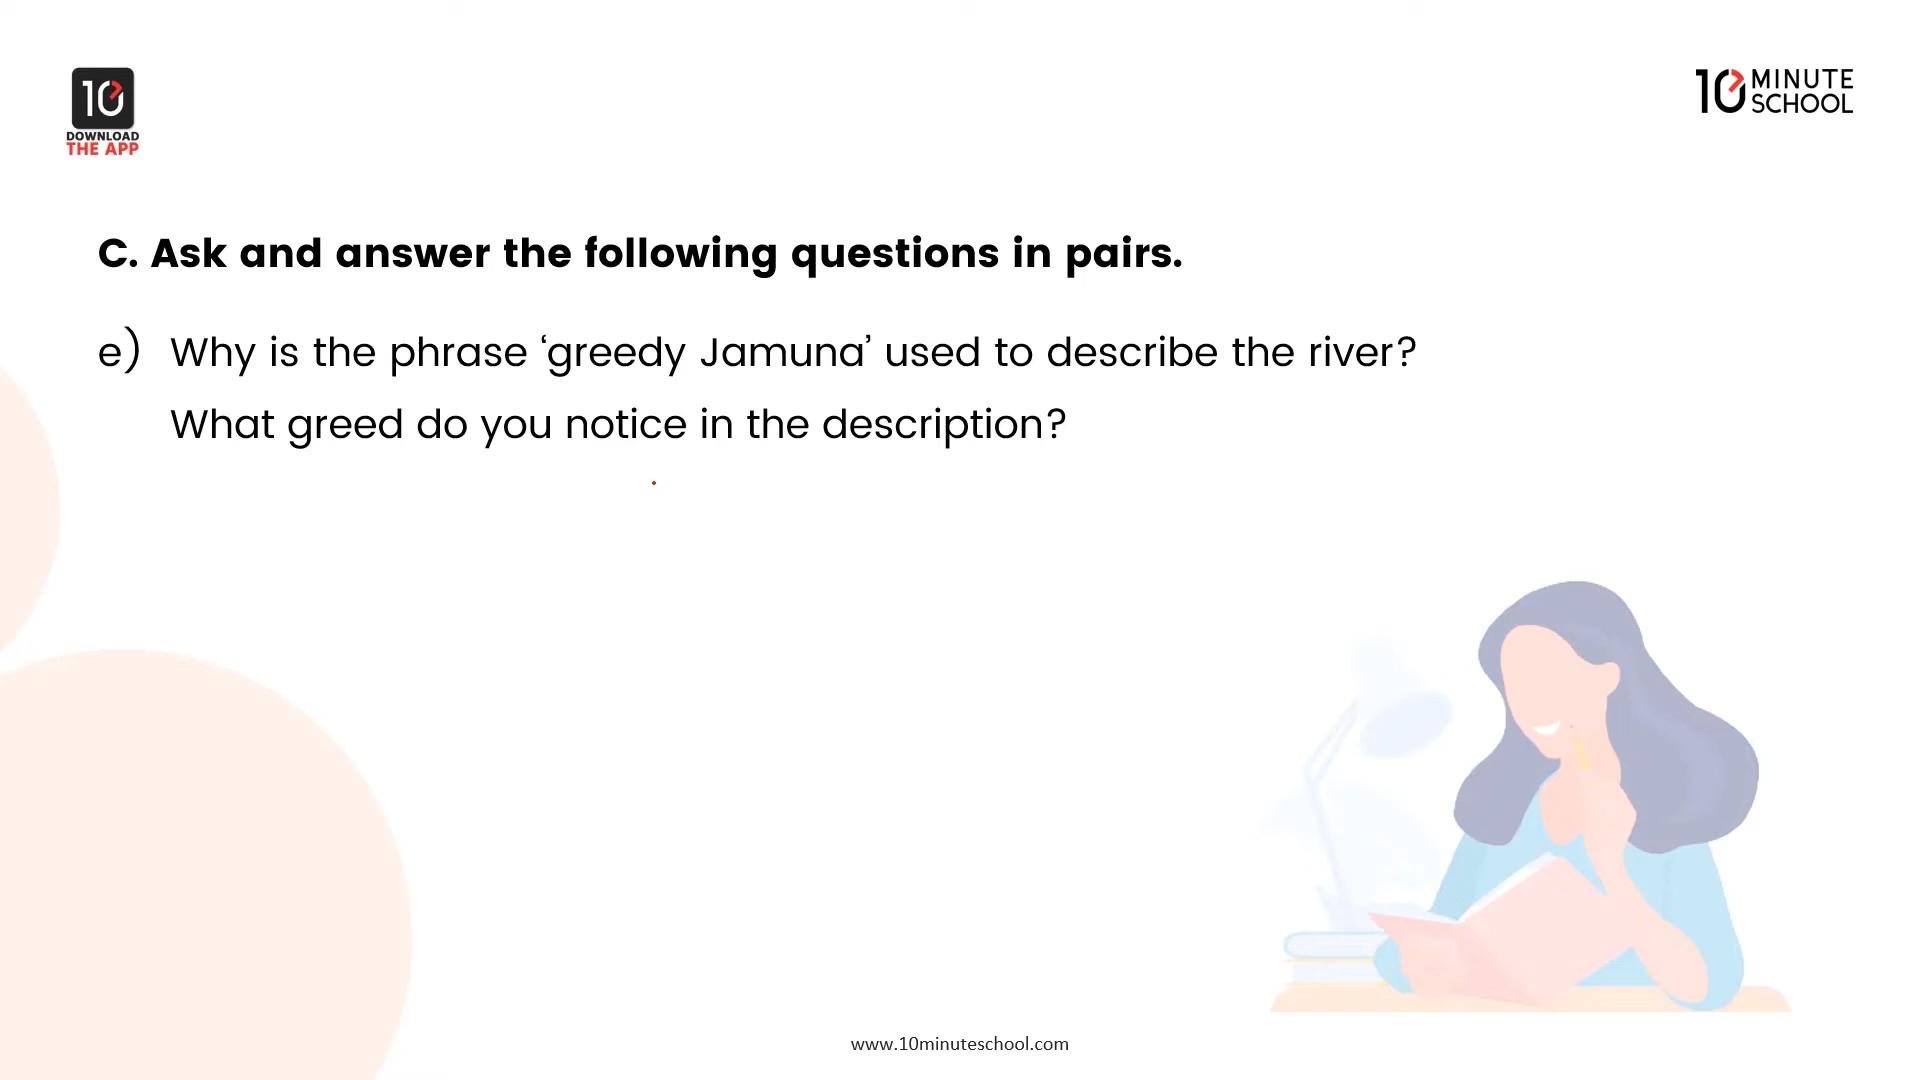 10
DOWNLOAD
THE APP
10 MINUTE
SCHOOL
C. Ask and answer the following questions in pairs.
e) Why is the phrase ‘greedy Jamuna’ used to describe the river?
What greed do you notice in the description?
www.10minuteschool.com